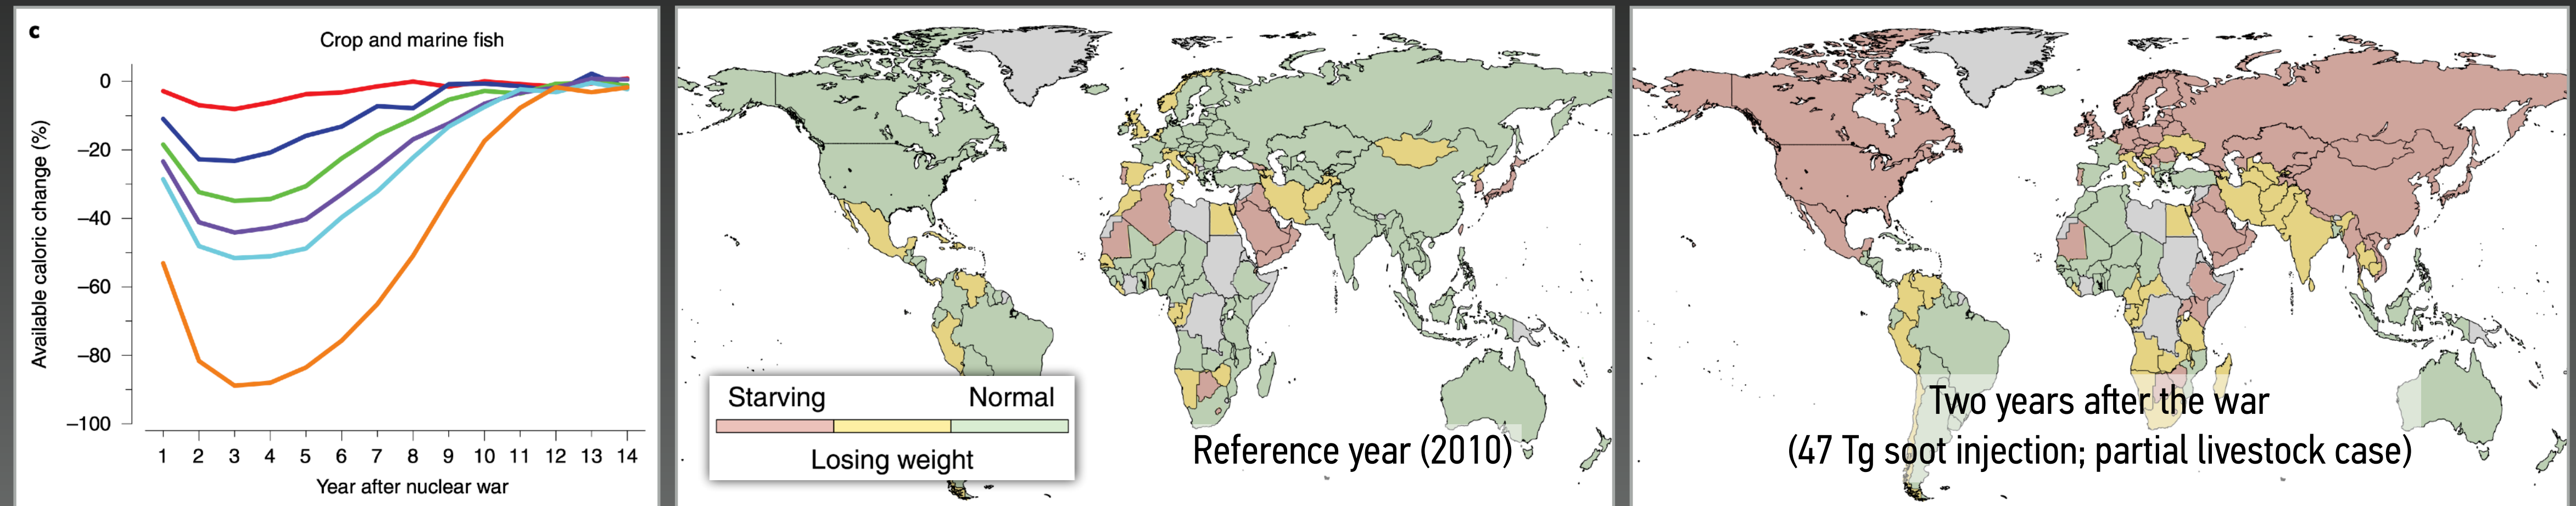 c
Crop and marine fish
Available caloric change (%)
0
−20
−40
−60
−80
−100
1 2 3 4 5 6 7 8 9 10 11 12 13 14
Year after nuclear war
Starving Normal
Losing weight
Reference year (2010)
Two years after the war
(47 Tg soot injection; partial livestock case)